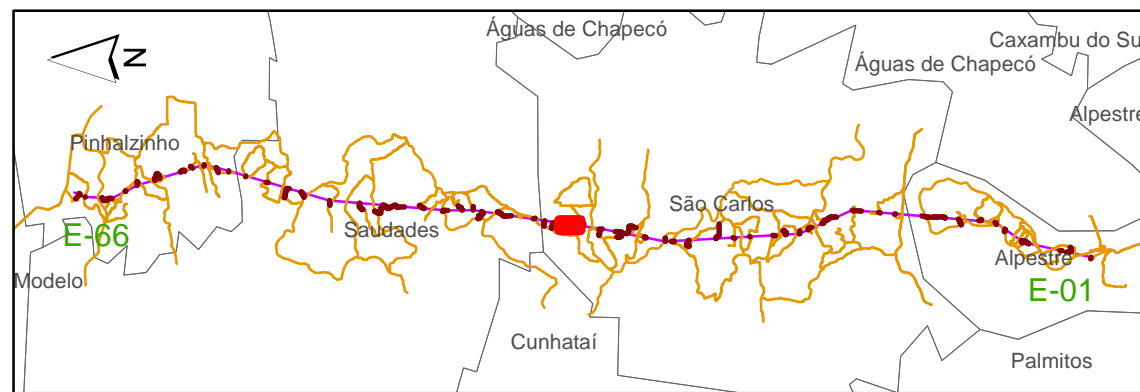 Águas de Chapecó
Caxambu do Su
Águas de Chapecó
N
Alpestre
Pinhalzinho
São Carlos
E-66
Saudades
Alpestre
Modelo
E-01
Cunhataí
Palmitos